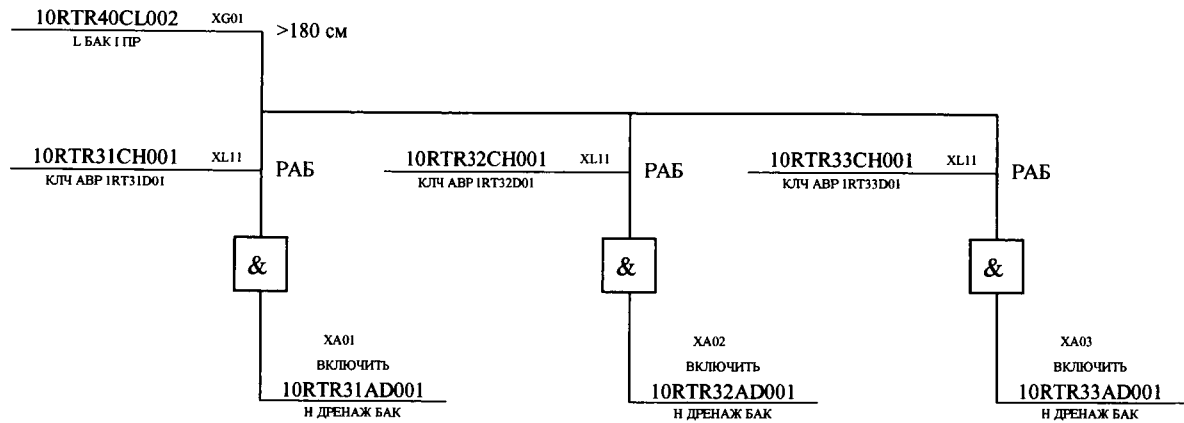 10RTR40CL002 XG01 >180 см
L БАК I ПР
10RTR31CH001 XL11 РАБ
КЛЧ АВР 1RT31D01
10RTR32CH001 XL11 РАБ
КЛЧ АВР 1RT32D01
10RTR33CH001 XL11 РАБ
КЛЧ АВР 1RT33D01
& & &
XA01 XA02 XA03
ВКЛЮЧИТЬ ВКЛЮЧИТЬ ВКЛЮЧИТЬ
10RTR31AD001 10RTR32AD001 10RTR33AD001
Н ДРЕНАЖ БАК Н ДРЕНАЖ БАК Н ДРЕНАЖ БАК